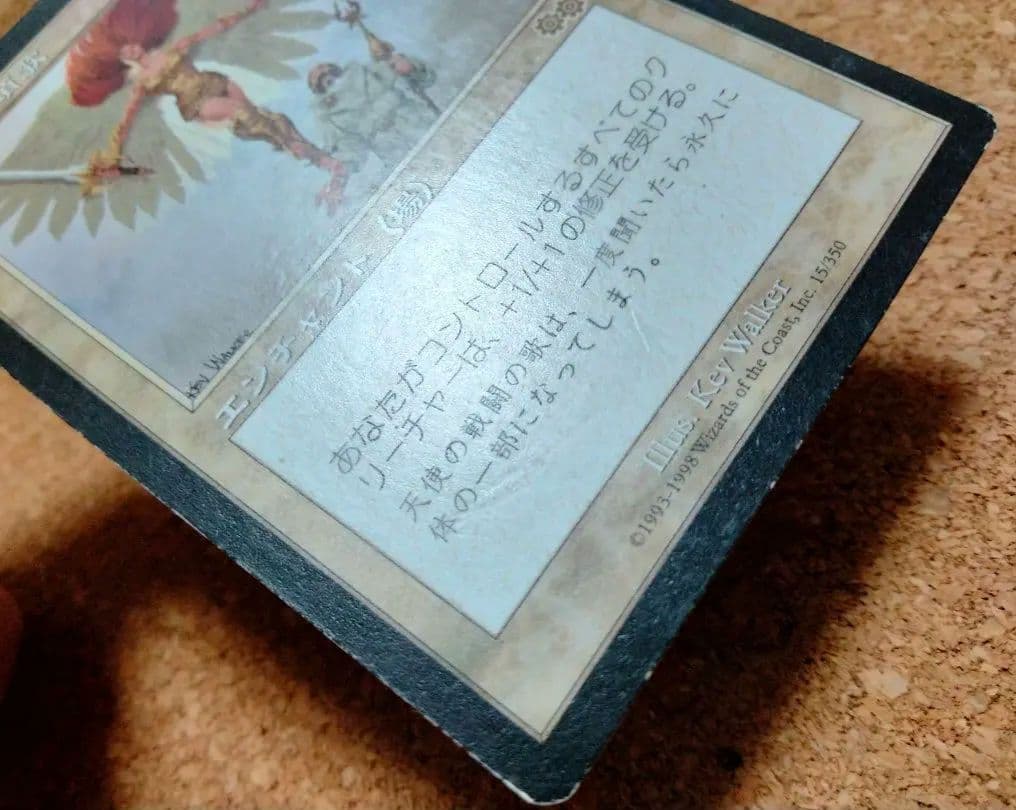 エンチャント(場)
あなたがコントロールするすべてのク
リーチャーは、+1/+1の修正を受ける。
天使の戦闘の歌は、一度聞いたら永久に
体の一部になってしまう。
Illus. Key Walker
©1993-1998 Wizards of the Coast, Inc. 15/350